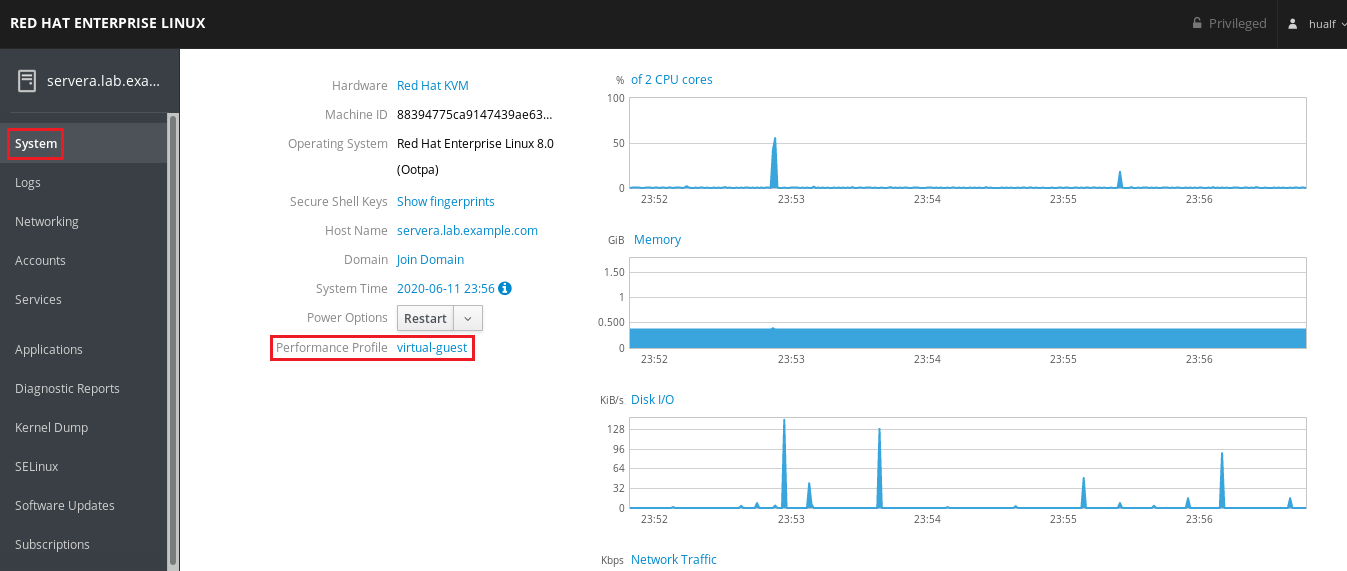 RED HAT ENTERPRISE LINUX
Privileged
hualf
servera.lab.exa...
System
Logs
Networking
Accounts
Services
Applications
Diagnostic Reports
Kernel Dump
SELinux
Software Updates
Subscriptions
Hardware Red Hat KVM
Machine ID 88394775ca9147439ae63...
Operating System Red Hat Enterprise Linux 8.0
(Ootpa)
Secure Shell Keys Show fingerprints
Host Name servera.lab.example.com
Domain Join Domain
System Time 2020-06-11 23:56
Power Options Restart
Performance Profile virtual-guest
% of 2 CPU cores
100
50
0
23:52 23:53 23:54 23:55 23:56
GiB Memory
1.50
1
0.500
0
23:52 23:53 23:54 23:55 23:56
KiB/s Disk I/O
128
96
64
32
0
23:52 23:53 23:54 23:55 23:56
Kbps Network Traffic